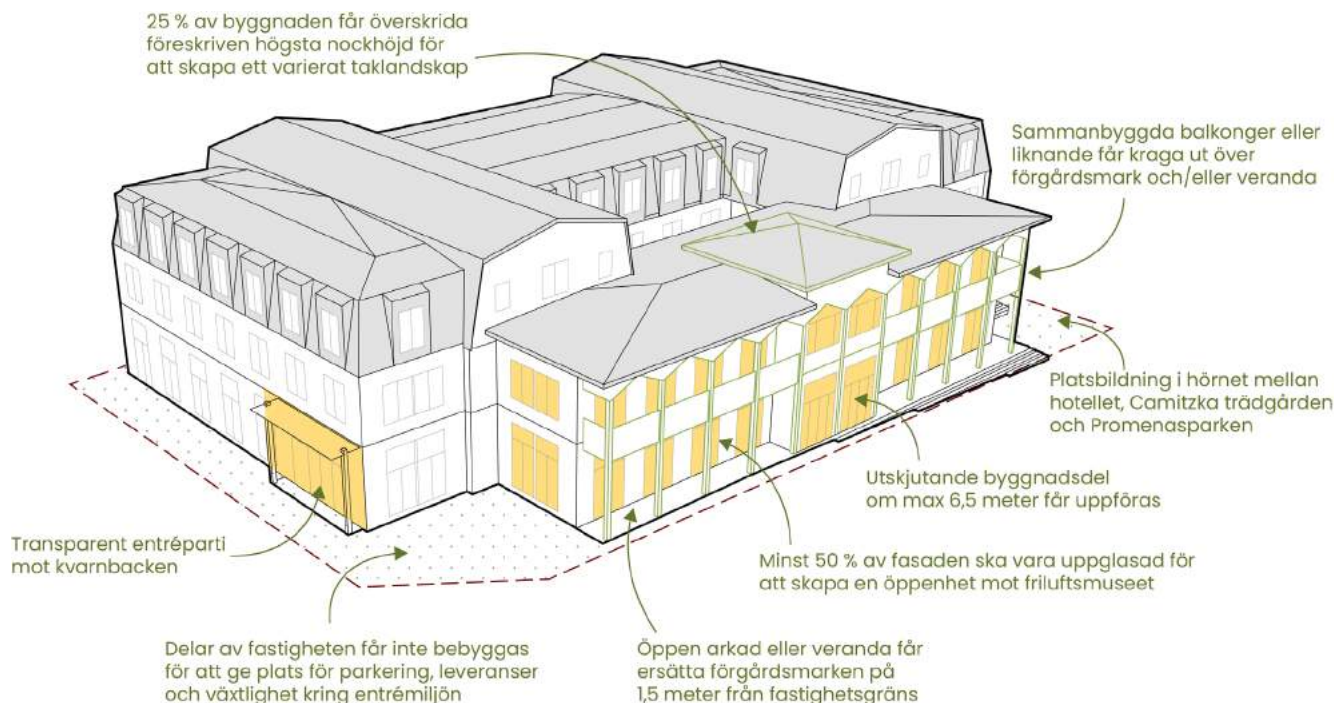 25 % av byggnaden får överskrida
föreskriven högsta nockhöjd för
att skapa ett varierat taklandskap
Sammanbyggda balkonger eller
liknande får kraga ut över
förgårdsmark och/eller veranda
Platsbildning i hörnet mellan
hotellet, Camitzka trädgården
och Promenasparken
Utskjutande byggnadsdel
om max 6,5 meter får uppföras
Transparent entréparti
mot kvarnbacken
Minst 50 % av fasaden ska vara uppglasad för
att skapa en öppenhet mot friluftsmuseet
Delar av fastigheten får inte bebyggas
för att ge plats för parkering, leveranser
och växtlighet kring entrémiljön
Öppen arkad eller veranda får
ersätta förgårdsmarken på
1,5 meter från fastighetsgräns